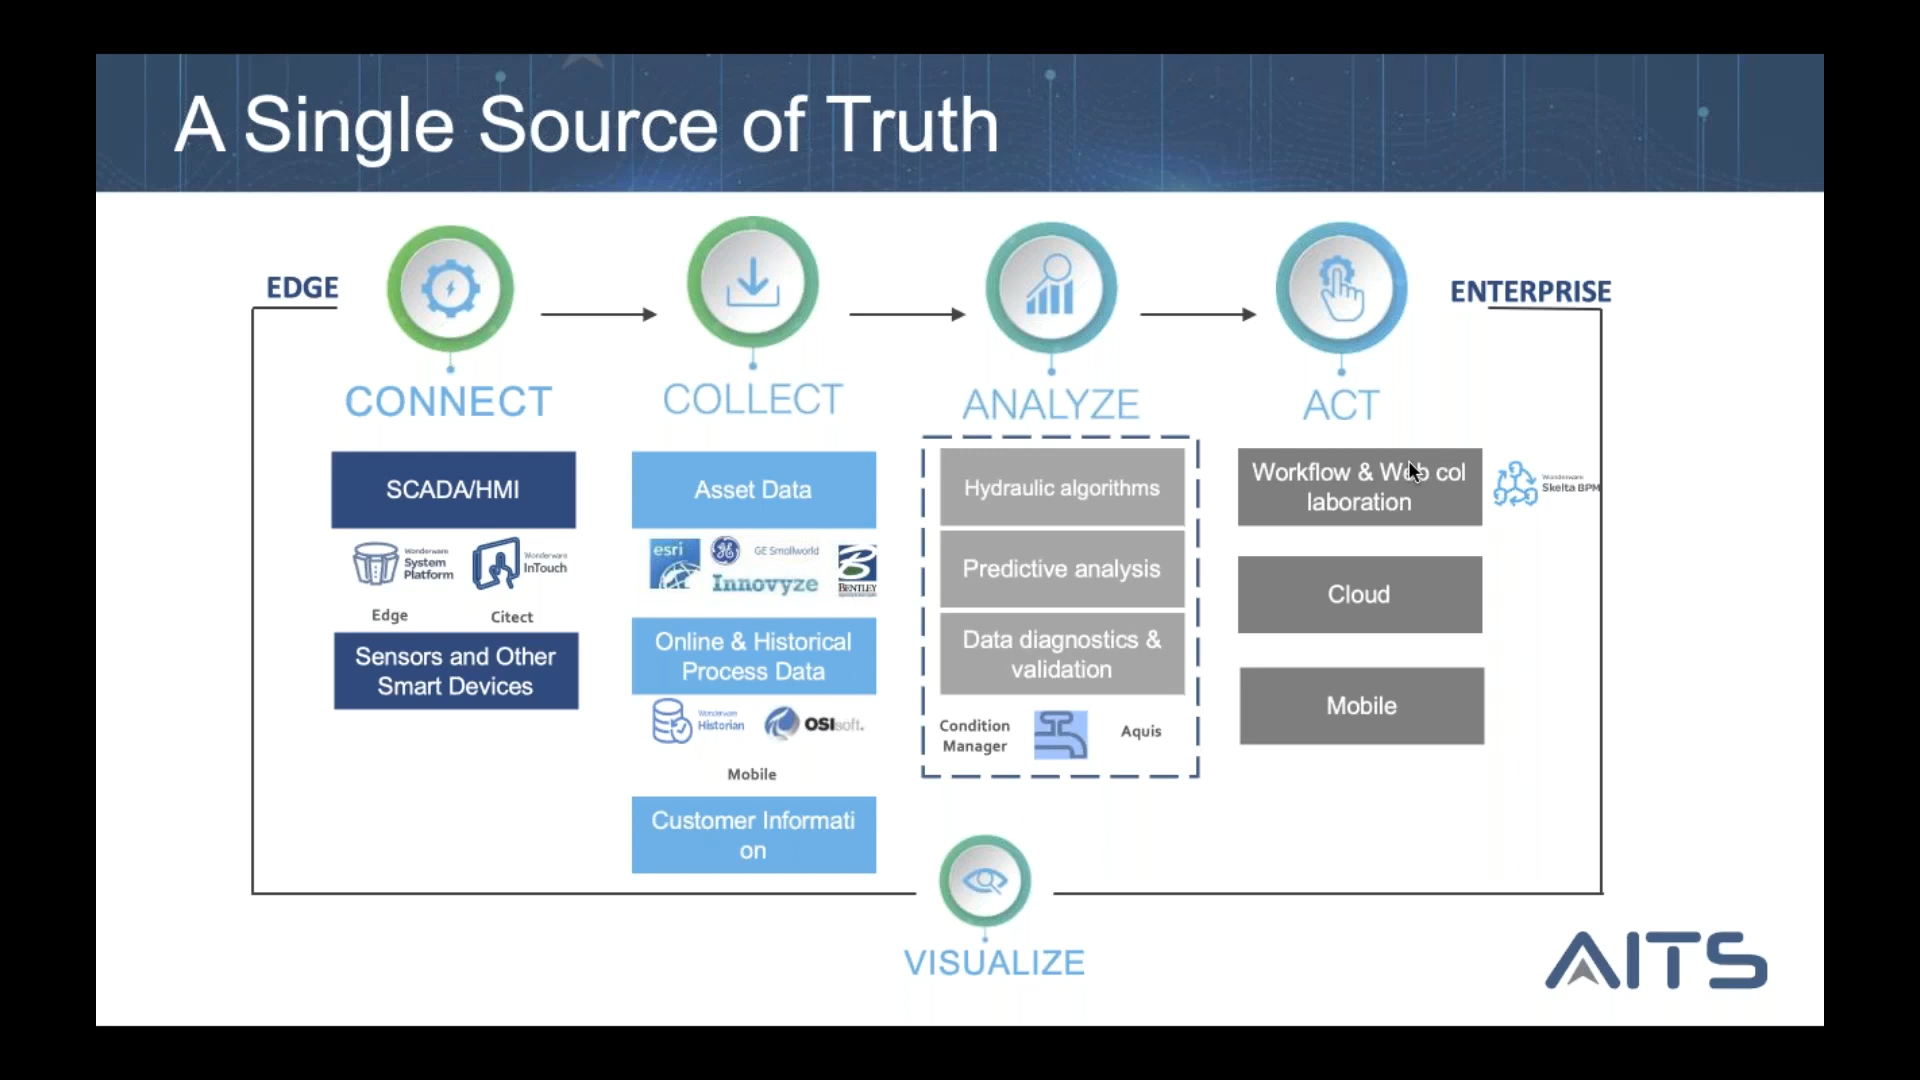 A Single Source of Truth
EDGE
ENTERPRISE
CONNECT
COLLECT
ANALYZE
ACT
SCADA/HMI
Wonderware
System
Platform
Wonderware
InTouch
Edge
Citect
Sensors and Other
Smart Devices
Asset Data
esri
GE Smallworld
Innovyze
BENTLEY
Online & Historical
Process Data
Wonderware
Historian
OSIsoft.
Mobile
Customer Informati
on
Hydraulic algorithms
Predictive analysis
Data diagnostics &
validation
Condition
Manager
Aquis
Workflow & Web col
laboration
Wonderware
Skelta BPM
Cloud
Mobile
VISUALIZE
AITS